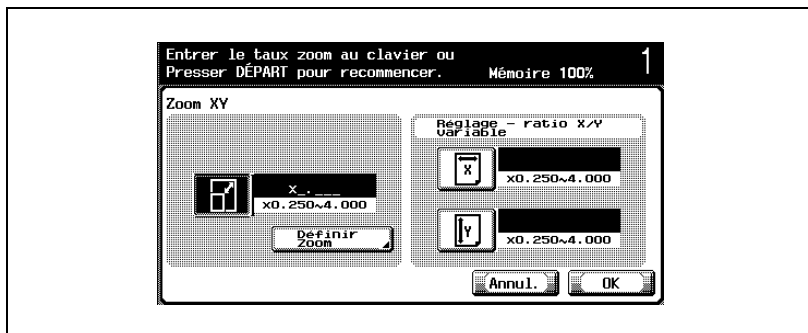 Entrer le taux zoom au clavier ou
Presser DÉPART pour recommencer. Mémoire 100% 1
Zoom XY
Réglage - ratio X/Y
variable
X
x0.250~4.000
x_.___
x0.250~4.000
Définir
Zoom
Y
x0.250~4.000
Annul. OK